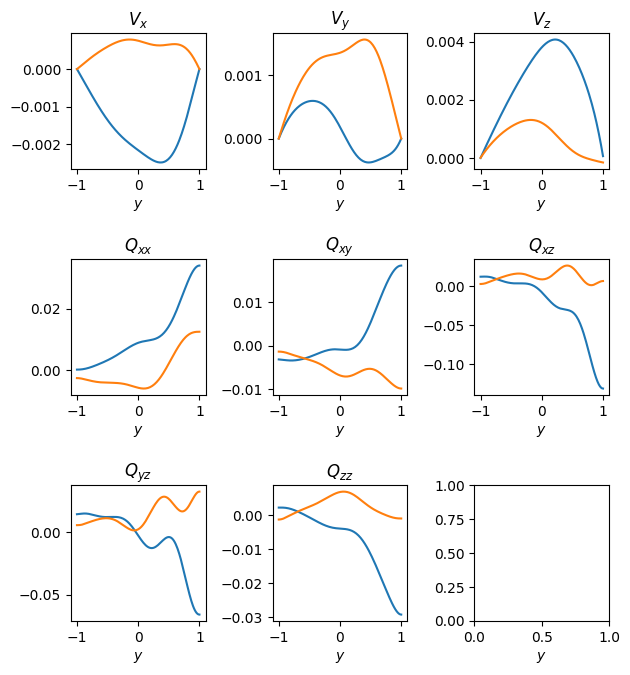 V_x V_y V_z
0.000 0.001 0.004
−0.001 0.002
−0.002 0.000 0.000
−1 0 1 −1 0 1 −1 0 1
y y y
Q_xx Q_xy Q_xz
0.02 0.01 0.00
0.00 0.00 −0.05
−0.01 −0.10
−1 0 1 −1 0 1 −1 0 1
y y y
Q_yz Q_zz
0.00 0.00 1.00
−0.05 −0.01 0.75
−0.02 0.50
−0.03 0.25
0.00
−1 0 1 −1 0 1 0.0 0.5 1.0
y y y